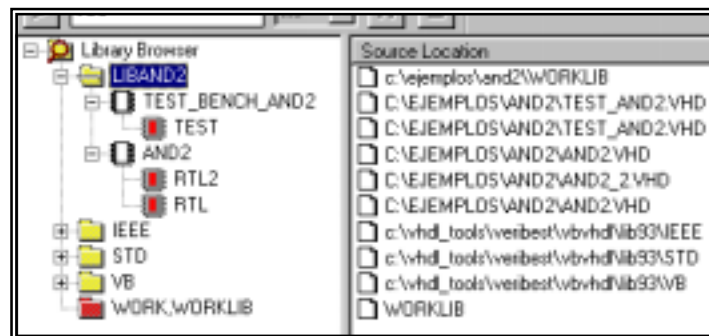 Library Browser
Source Location
LIBAND2
c:\ejemplos\and2\WORKLIB
TEST_BENCH_AND2
C:\EJEMPLOS\AND2\TEST_AND2.VHD
TEST
C:\EJEMPLOS\AND2\TEST_AND2.VHD
AND2
C:\EJEMPLOS\AND2\AND2.VHD
RTL2
C:\EJEMPLOS\AND2\AND2_2.VHD
RTL
C:\EJEMPLOS\AND2\AND2.VHD
IEEE
c:\vhdl_tools\veribest\vbvhdl\lib93\IEEE
STD
c:\vhdl_tools\veribest\vbvhdl\lib93\STD
VB
c:\vhdl_tools\veribest\vbvhdl\lib93\VB
WORK,WORKLIB
WORKLIB